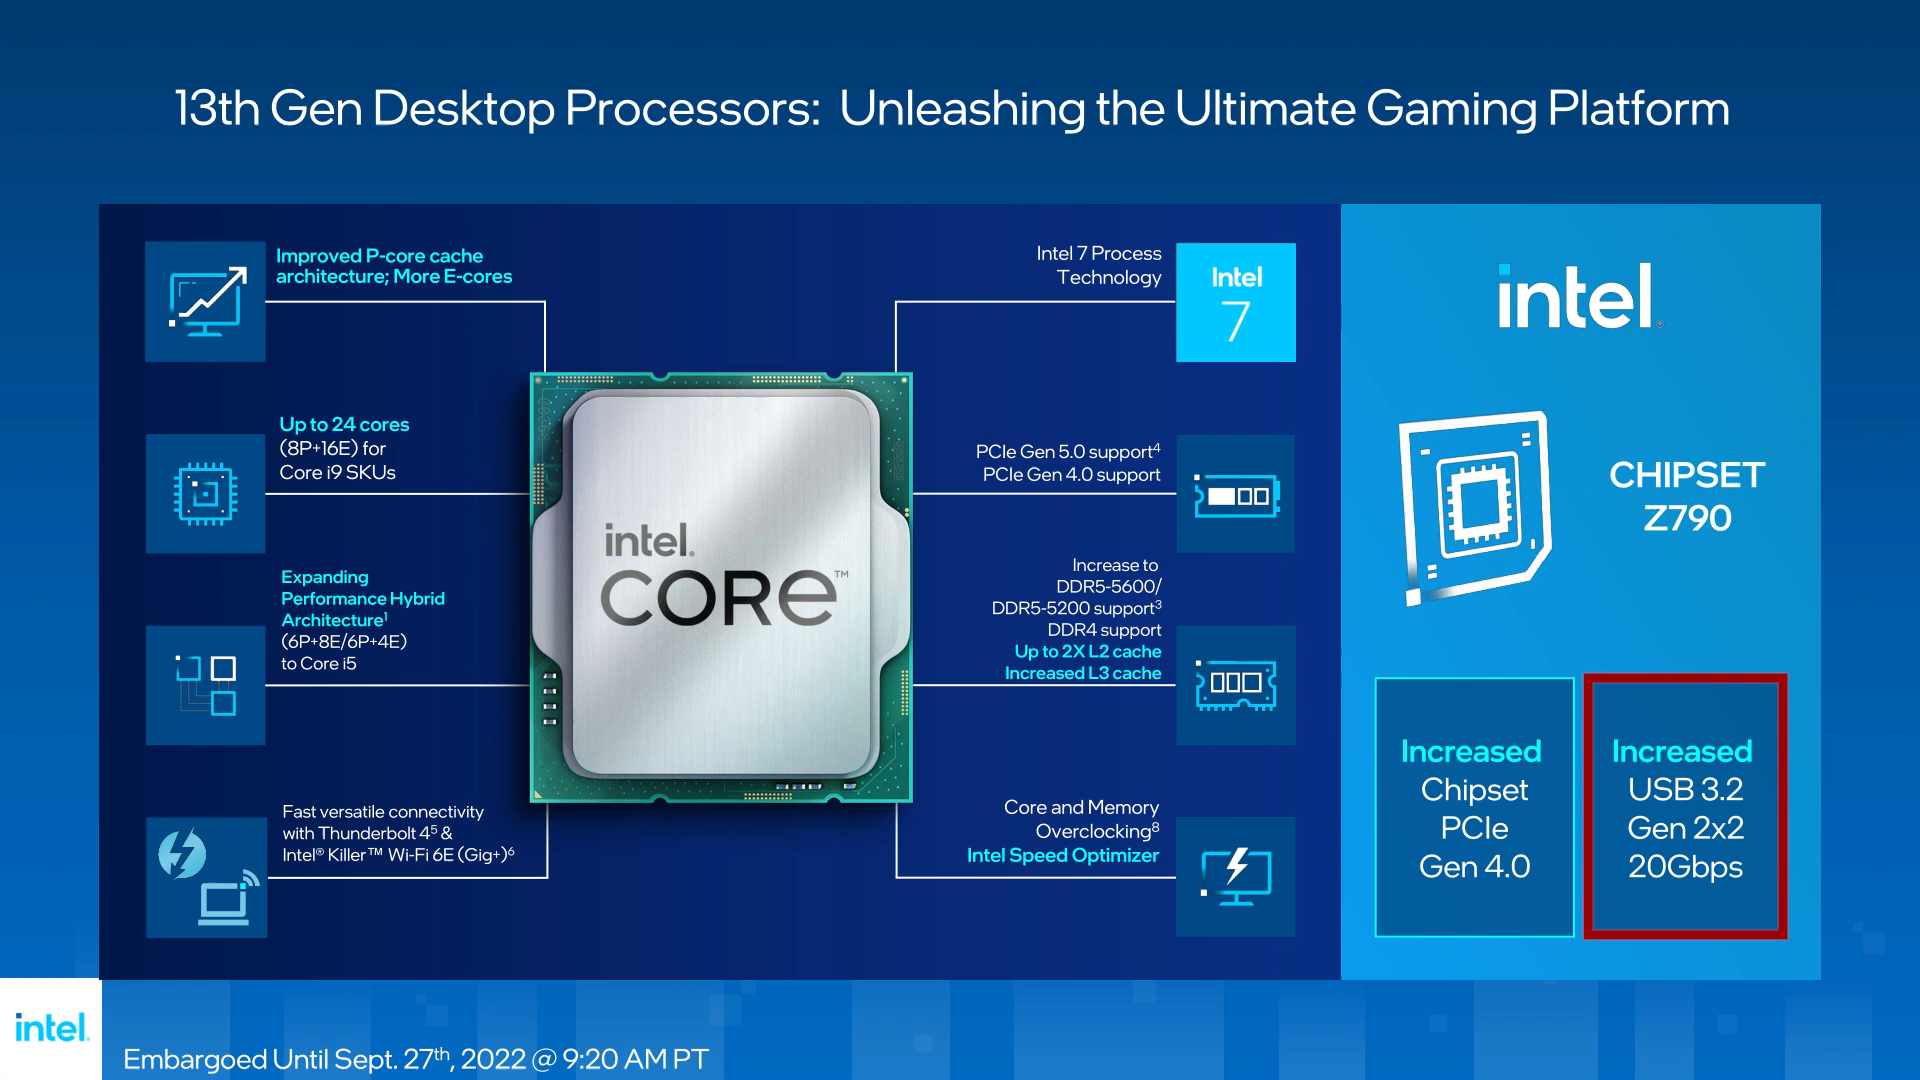 13th Gen Desktop Processors: Unleashing the Ultimate Gaming Platform
Improved P-core cache
architecture; More E-cores
Up to 24 cores
(8P+16E) for
Core i9 SKUs
Expanding
Performance Hybrid
Architecture¹
(6P+8E/6P+4E)
to Core i5
Fast versatile connectivity
with Thunderbolt 4⁵ &
Intel® Killer™ Wi-Fi 6E (Gig+)⁶
intel.
CORe™
Intel 7 Process
Technology
Intel
7
PCIe Gen 5.0 support⁴
PCIe Gen 4.0 support
Increase to
DDR5-5600/
DDR5-5200 support³
DDR4 support
Up to 2X L2 cache
Increased L3 cache
Core and Memory
Overclocking⁸
Intel Speed Optimizer
intel®
CHIPSET
Z790
Increased
Chipset
PCIe
Gen 4.0
Increased
USB 3.2
Gen 2x2
20Gbps
intel.
Embargoed Until Sept. 27th, 2022 @ 9:20 AM PT